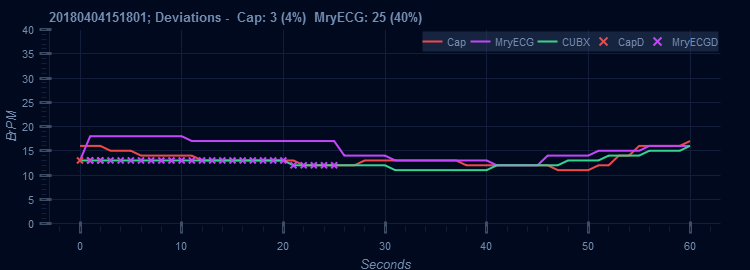 20180404151801; Deviations - Cap: 3 (4%) MryECG: 25 (40%)
Cap MryECG CUBX CapD MryECGD
40
35
30
25
20
15
10
5
0
BrPM
0 10 20 30 40 50 60
Seconds